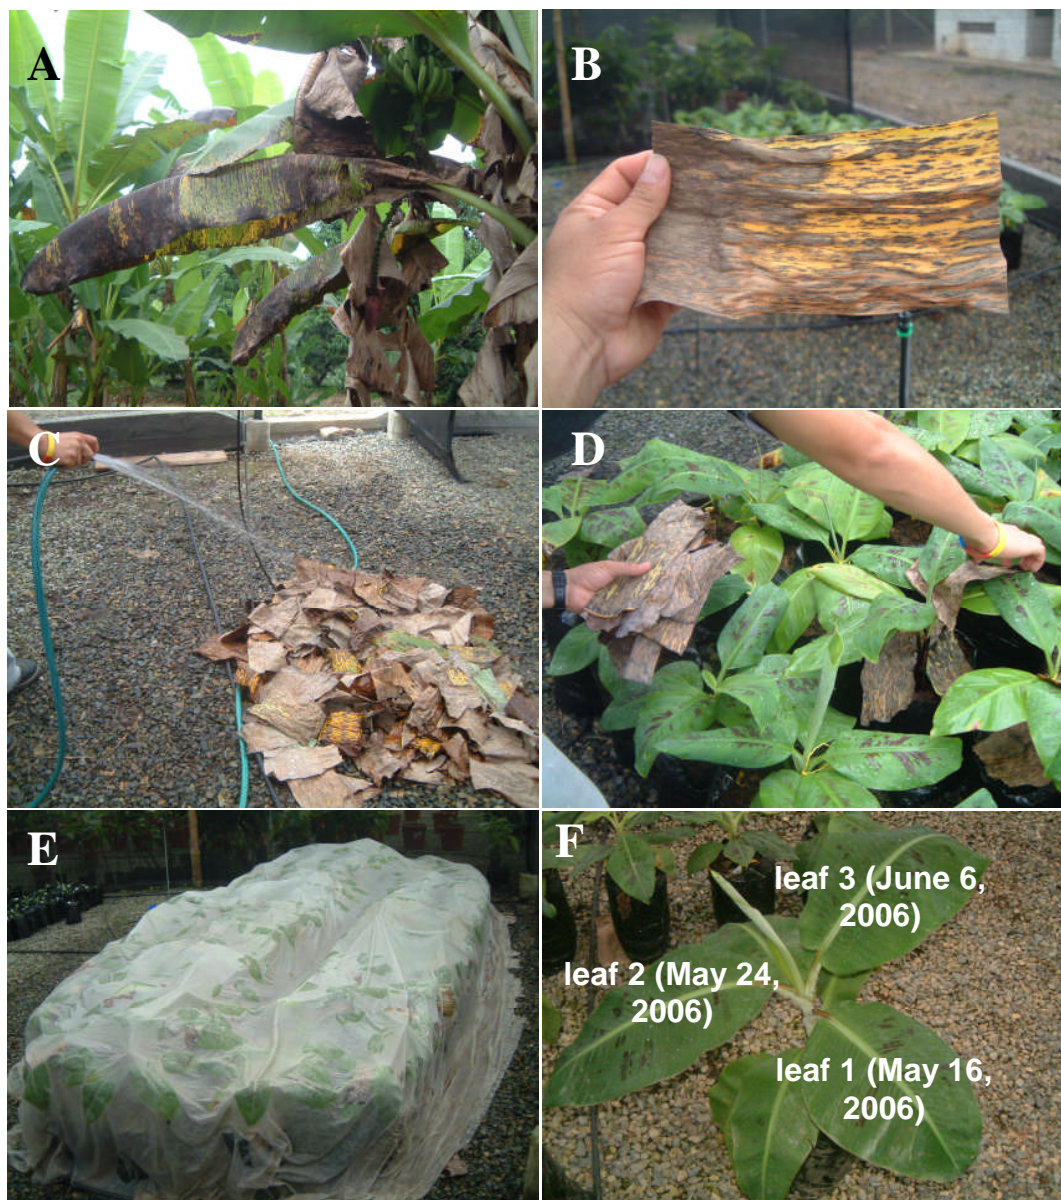 A
B
C
D
E
F
leaf 3 (June 6,
2006)
leaf 2 (May 24,
2006)
leaf 1 (May 16,
2006)